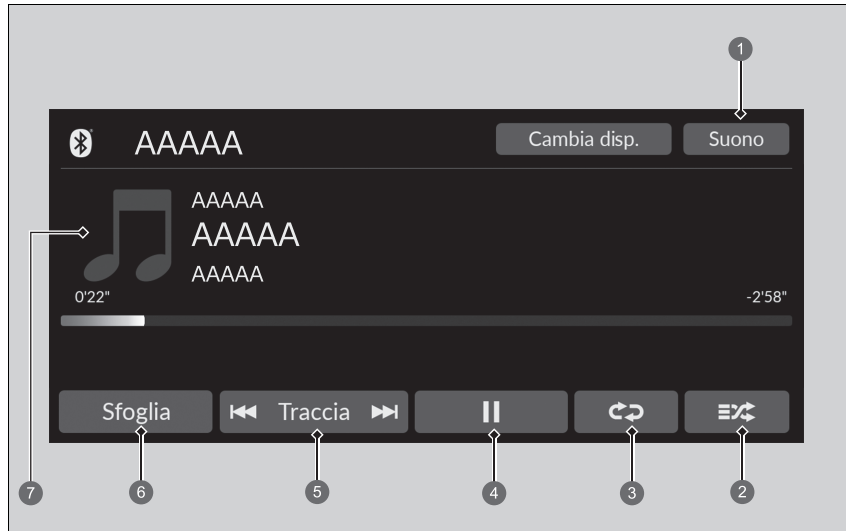 1
AAAAA
Cambia disp.
Suono
AAAAA
AAAAA
AAAAA
0'22"
-2'58"
Sfoglia
Traccia
7
6
5
4
3
2